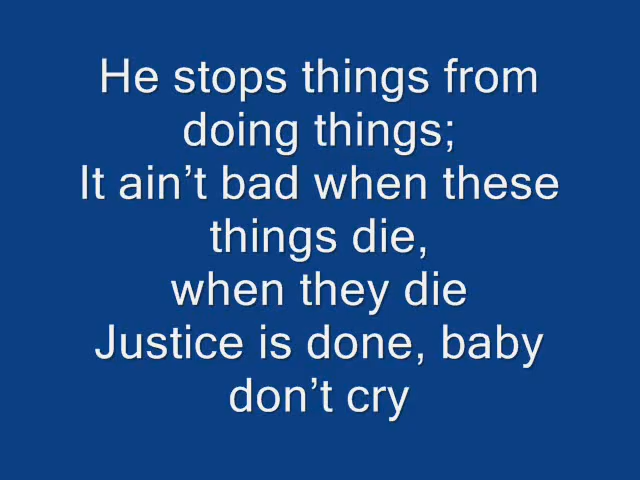 He stops things from
doing things;
It ain’t bad when these
things die,
when they die
Justice is done, baby
don’t cry